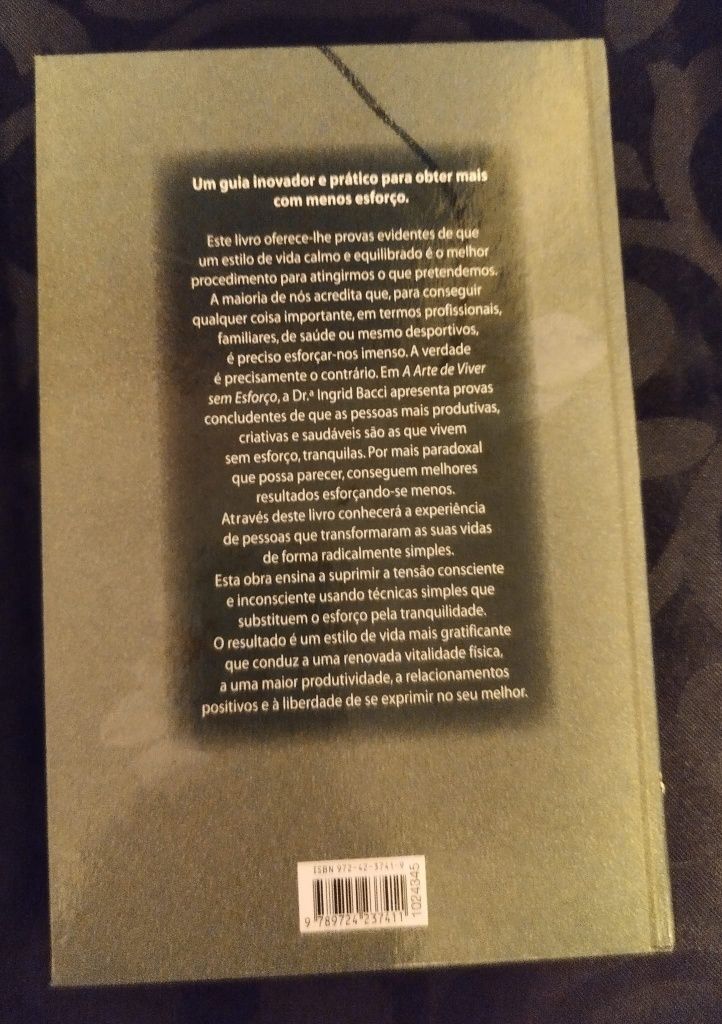 Um guia inovador e prático para obter mais
com menos esforço.
Este livro oferece-lhe provas evidentes de que
um estilo de vida calmo e equilibrado é o melhor
procedimento para atingirmos o que pretendemos.
A maioria de nós acredita que, para conseguir
qualquer coisa importante, em termos profissionais,
familiares, de saúde ou mesmo desportivos,
é preciso esforçar-nos imenso. A verdade
é precisamente o contrário. Em A Arte de Viver
sem Esforço, a Dr.ª Ingrid Bacci apresenta provas
concludentes de que as pessoas mais produtivas,
criativas e saudáveis são as que vivem
sem esforço, tranquilas. Por mais paradoxal
que possa parecer, conseguem melhores
resultados esforçando-se menos.
Através deste livro conhecerá a experiência
de pessoas que transformaram as suas vidas
de forma radicalmente simples.
Esta obra ensina a suprimir a tensão consciente
e inconsciente usando técnicas simples que
substituem o esforço pela tranquilidade.
O resultado é um estilo de vida mais gratificante
que conduz a uma renovada vitalidade física,
a uma maior produtividade, a relacionamentos
positivos e à liberdade de se exprimir no seu melhor.
ISBN 972-42-3741-9
9 789724 237411
1024345